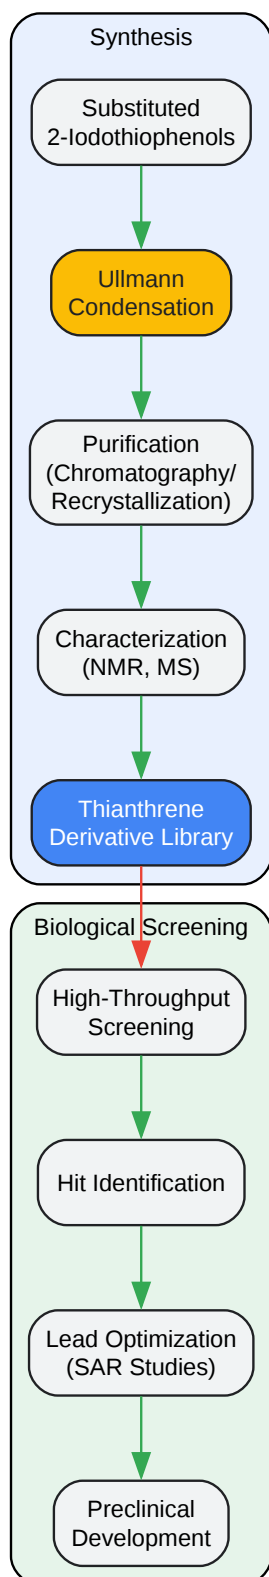 Synthesis
Substituted
2-Iodothiophenols
Ullmann
Condensation
Purification
(Chromatography/
Recrystallization)
Characterization
(NMR, MS)
Thianthrene
Derivative Library
Biological Screening
High-Throughput
Screening
Hit Identification
Lead Optimization
(SAR Studies)
Preclinical
Development